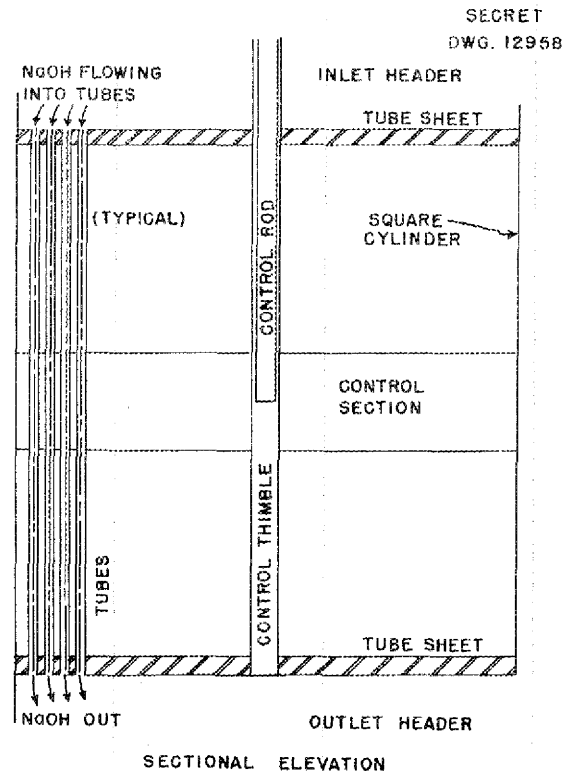 SECRET
DWG. 12958
NaOH FLOWING
INTO TUBES
INLET HEADER
TUBE SHEET
(TYPICAL)
CONTROL ROD
SQUARE
CYLINDER
CONTROL
SECTION
CONTROL THIMBLE
TUBES
TUBE SHEET
NaOH OUT
OUTLET HEADER
SECTIONAL ELEVATION